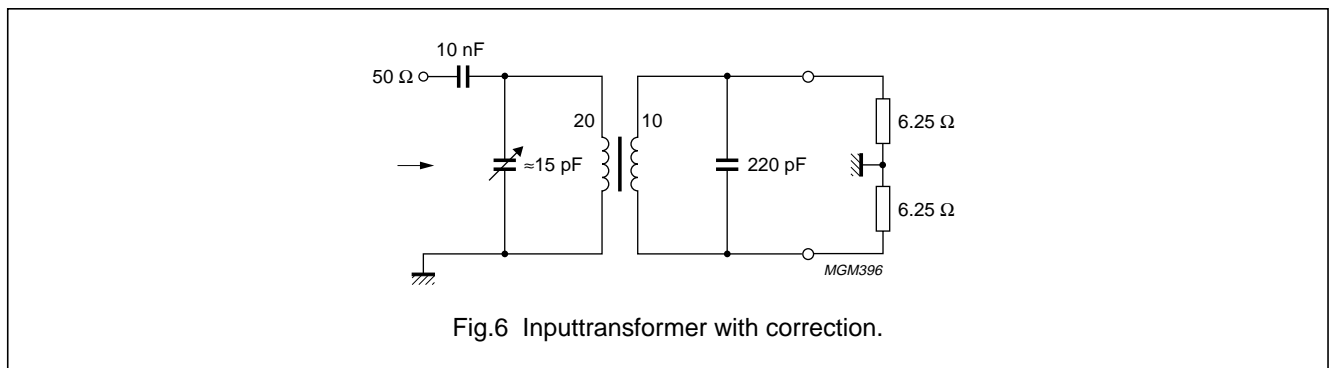 10 nF
50 Ω
20
10
6.25 Ω
≈15 pF
220 pF
6.25 Ω
MGM396
Fig.6 Inputtransformer with correction.